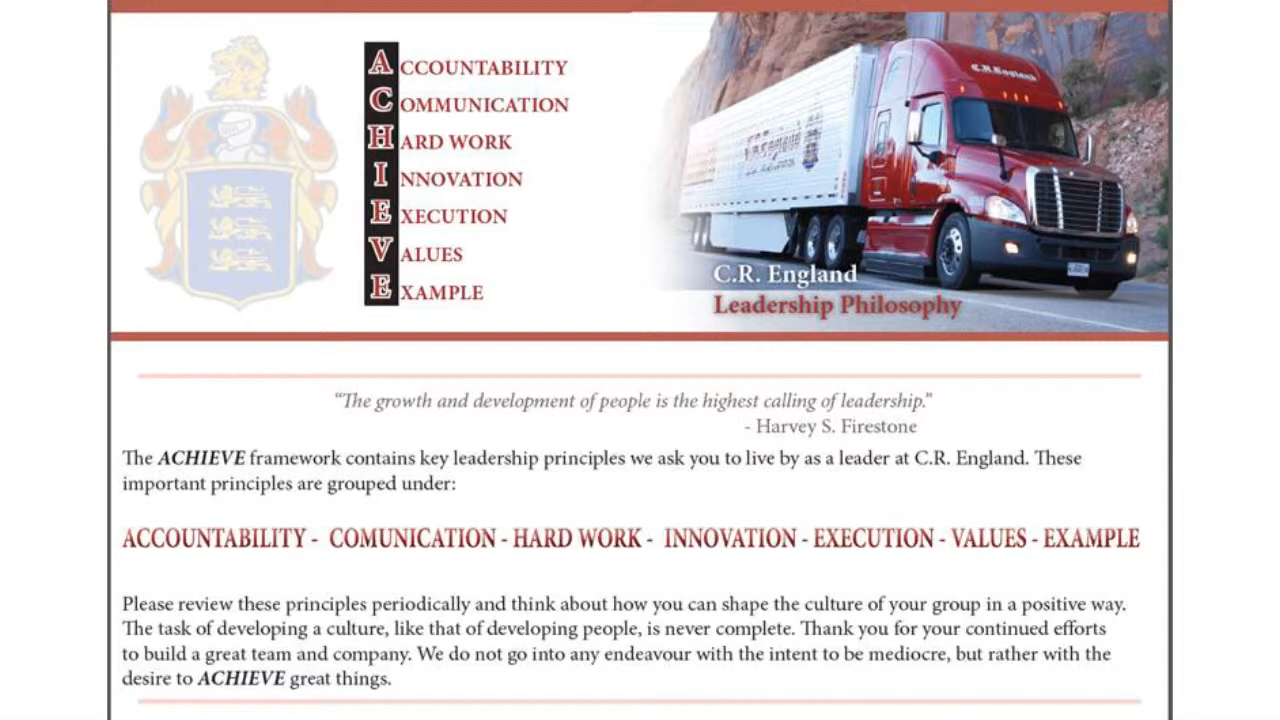 ACCOUNTABILITY
COMMUNICATION
HARD WORK
INNOVATION
EXECUTION
VALUES
EXAMPLE
C.R. England
C.R. England
C.R. England
Leadership Philosophy
“The growth and development of people is the highest calling of leadership.”
- Harvey S. Firestone
The ACHIEVE framework contains key leadership principles we ask you to live by as a leader at C.R. England. These
important principles are grouped under:
ACCOUNTABILITY - COMUNICATION - HARD WORK - INNOVATION - EXECUTION - VALUES - EXAMPLE
Please review these principles periodically and think about how you can shape the culture of your group in a positive way.
The task of developing a culture, like that of developing people, is never complete. Thank you for your continued efforts
to build a great team and company. We do not go into any endeavour with the intent to be mediocre, but rather with the
desire to ACHIEVE great things.